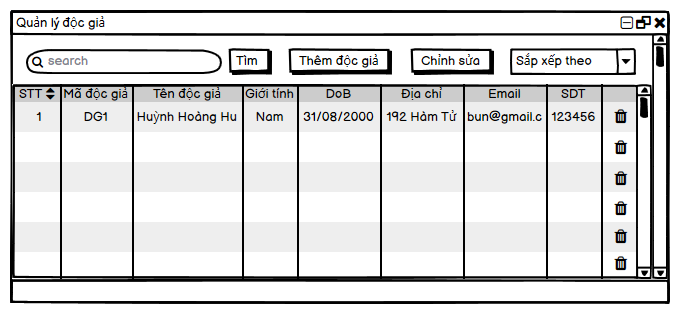 Quản lý độc giả
search Tìm Thêm độc giả Chỉnh sửa Sắp xếp theo
STT Mã độc giả Tên độc giả Giới tính DoB Địa chỉ Email SDT
1 DG1 Huỳnh Hoàng Hu Nam 31/08/2000 192 Hàm Tử bun@gmail.c 123456